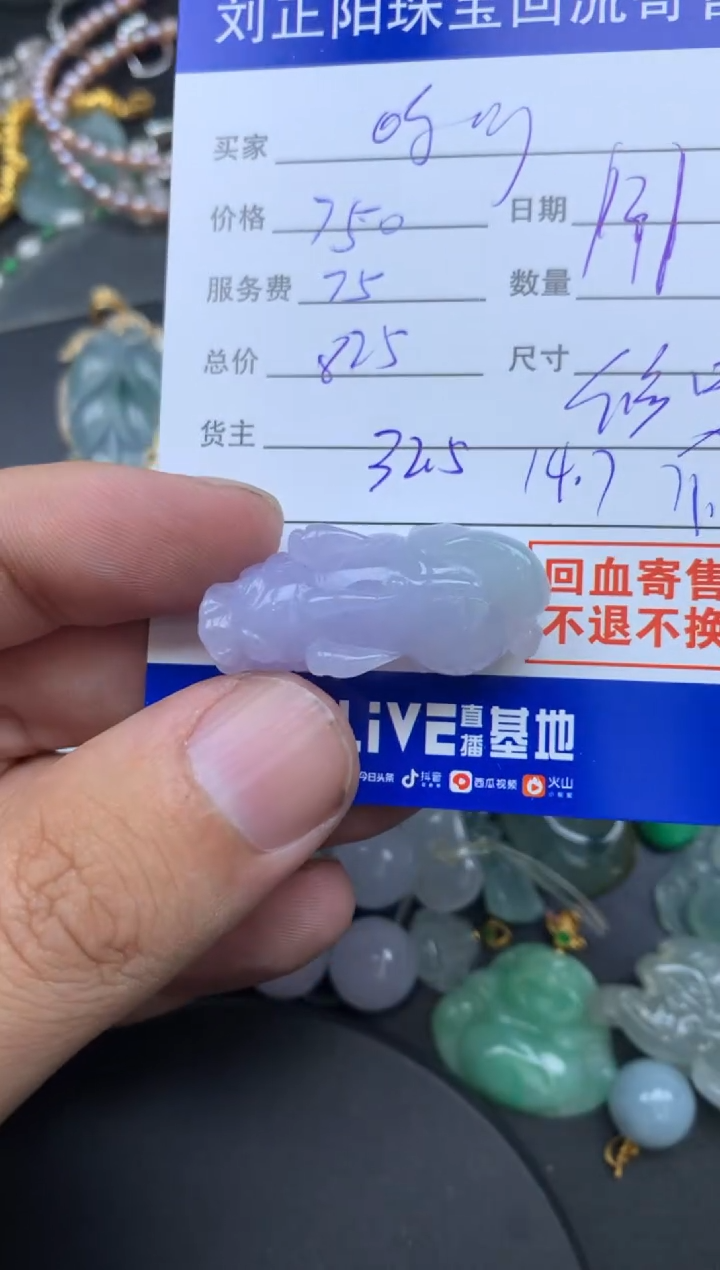 刘正阳珠宝回流寄售
买家
价格 750 日期
服务费 75 数量
总价 825 尺寸
货主
325 14.7
回血寄售
不退不换
LiVE直播基地
今日头条 抖音 西瓜视频 火山